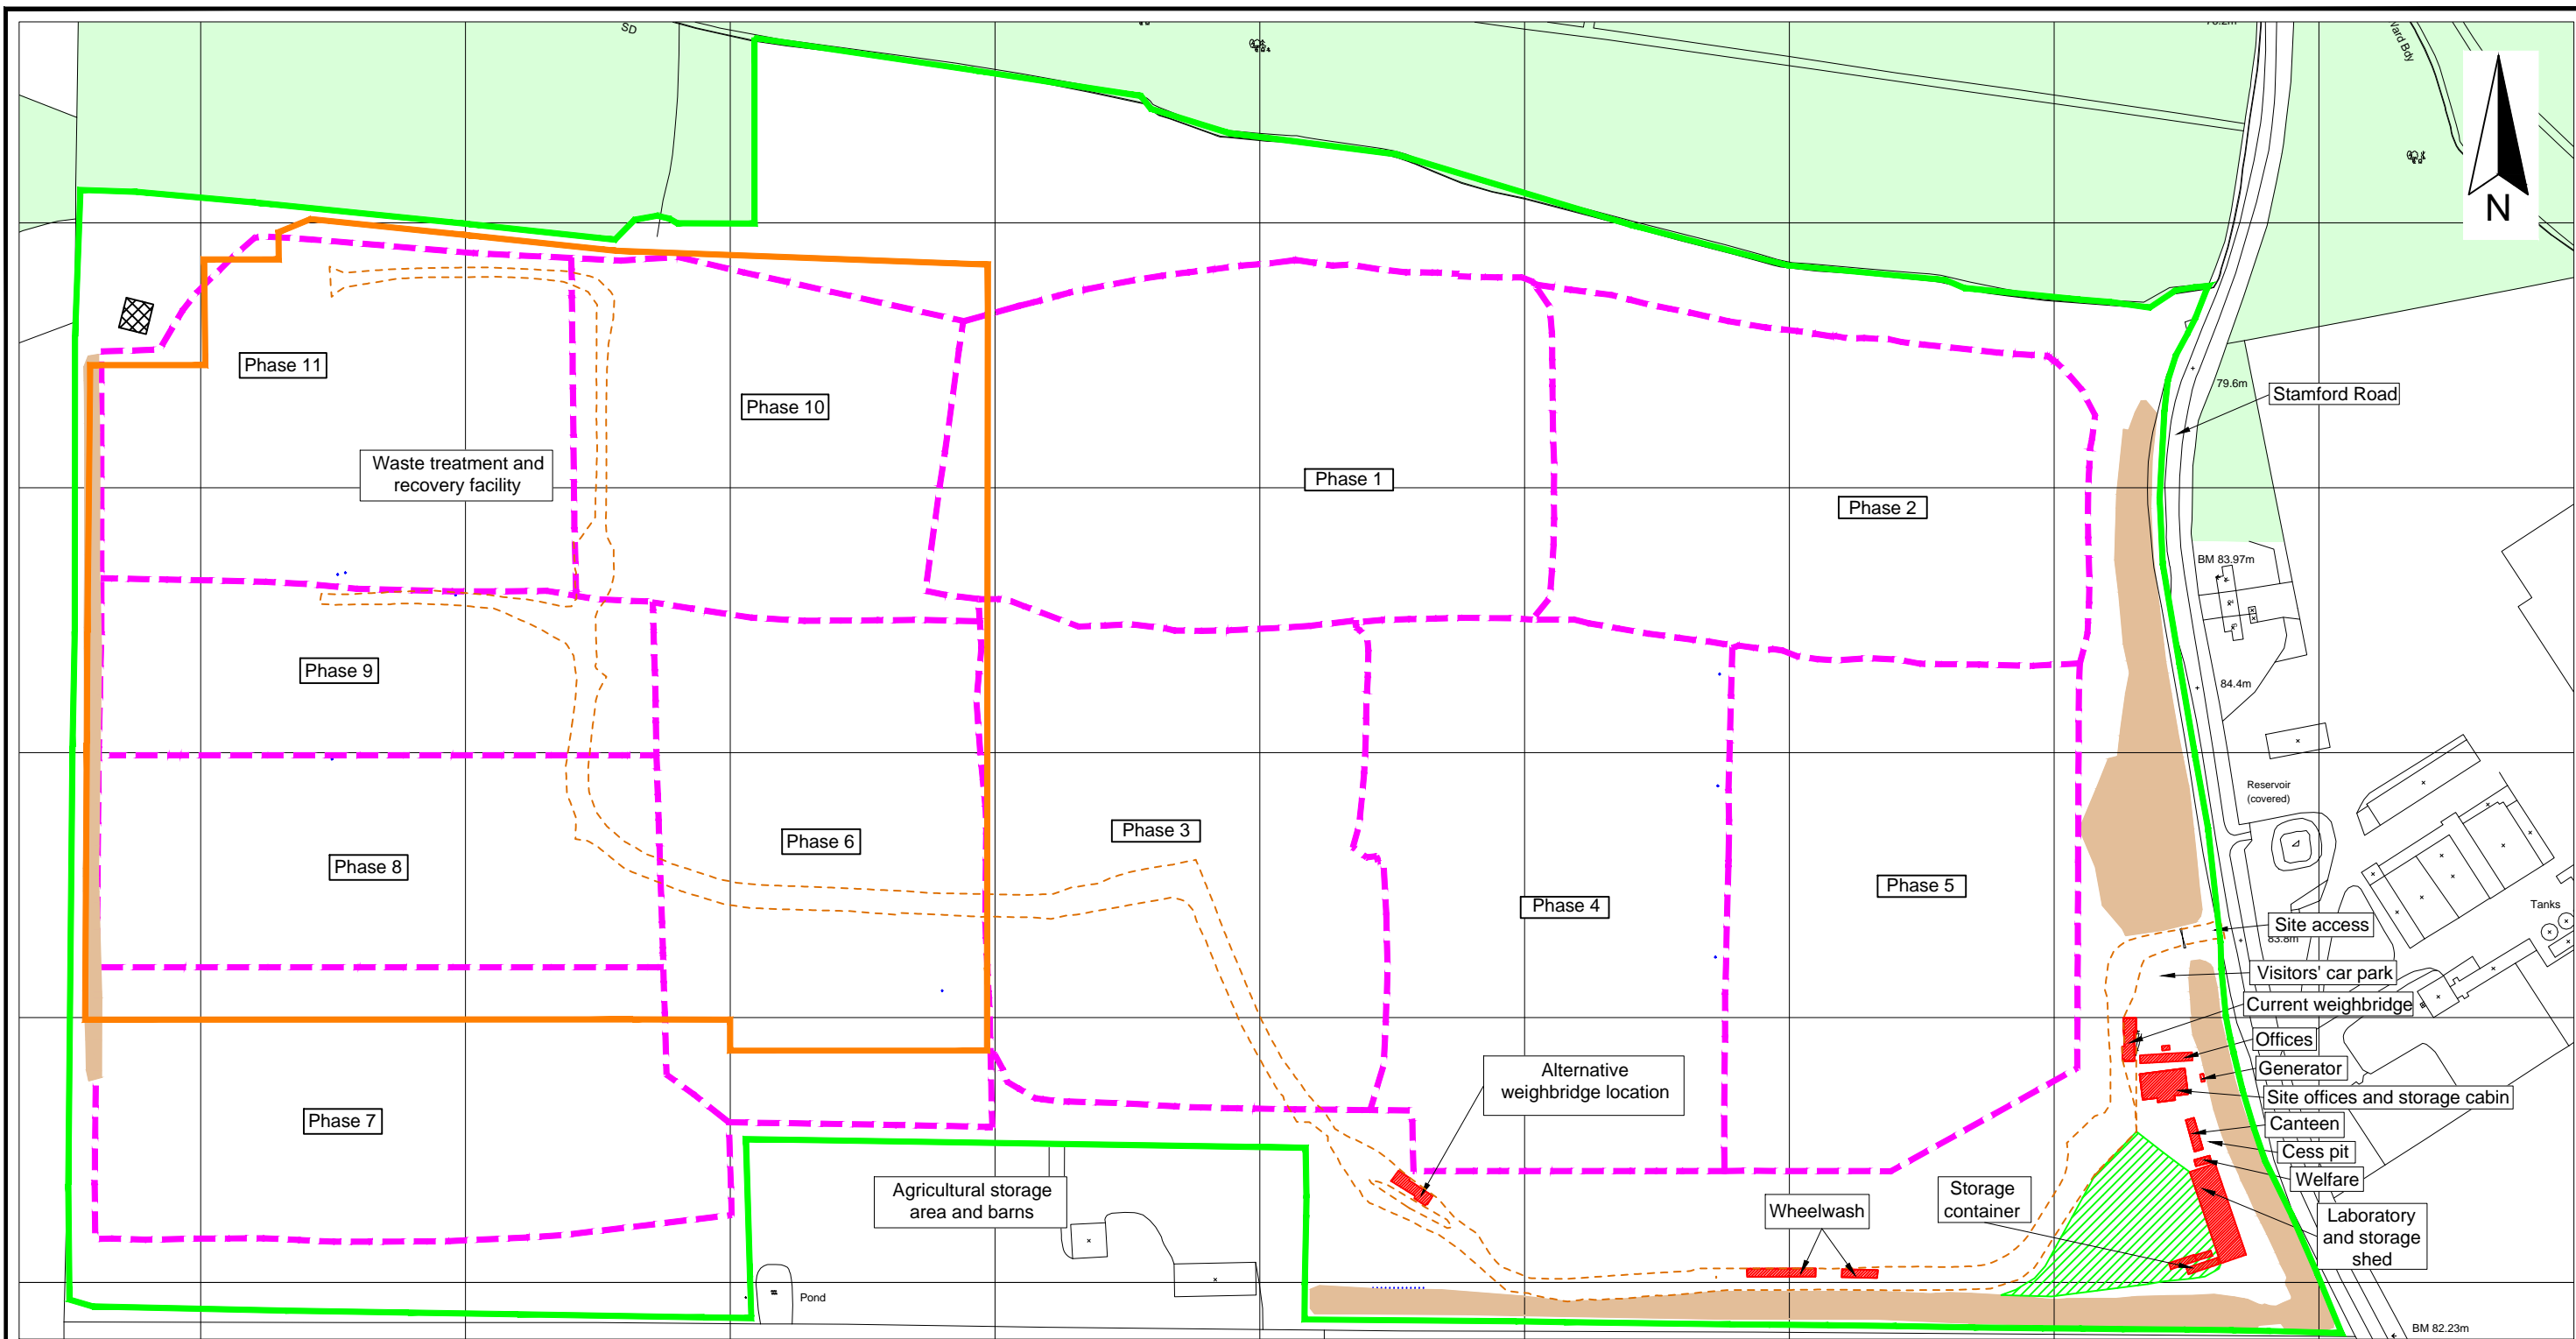 SD
Ward Bdy
N
Phase 11
79.6m
Stamford Road
Phase 10
Waste treatment and
recovery facility
Phase 1
Phase 2
BM 83.97m
Phase 9
84.4m
Reservoir
(covered)
Phase 3
Phase 6
Phase 8
Phase 5
Phase 4
Tanks
Site access
83.8m
Visitors' car park
Current weighbridge
Offices
Generator
Alternative
weighbridge location
Site offices and storage cabin
Phase 7
Canteen
Cess pit
Welfare
Agricultural storage
area and barns
Storage
container
Wheelwash
Laboratory
and storage
shed
Pond
BM 82.23m